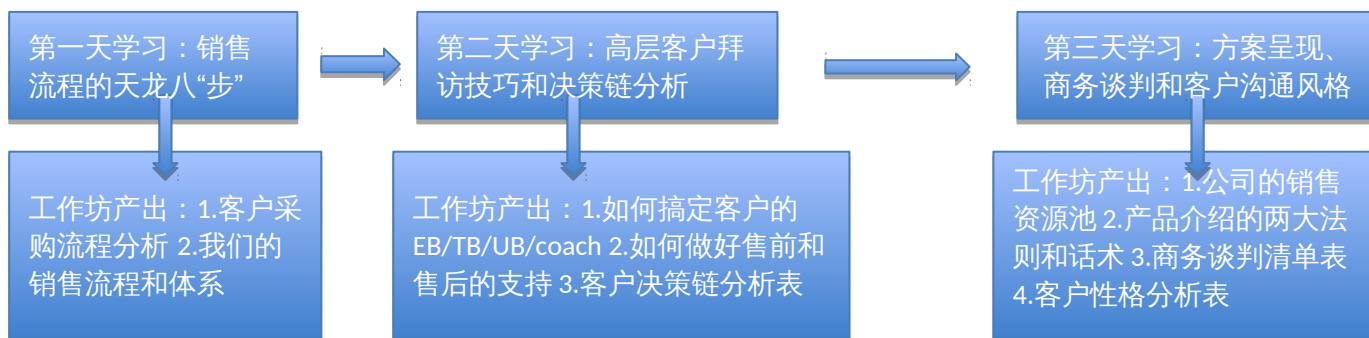 第一天学习：销售
流程的天龙八“步”
第二天学习：高层客户拜
访技巧和决策链分析
第三天学习：方案呈现、
商务谈判和客户沟通风格
工作坊产出：1.客户采
购流程分析 2.我们的
销售流程和体系
工作坊产出：1.如何搞定客户的
EB/TB/UB/coach 2.如何做好售前和
售后的支持 3.客户决策链分析表
工作坊产出：1.公司的销售
资源池 2.产品介绍的两大法
则和话术 3.商务谈判清单表
4.客户性格分析表